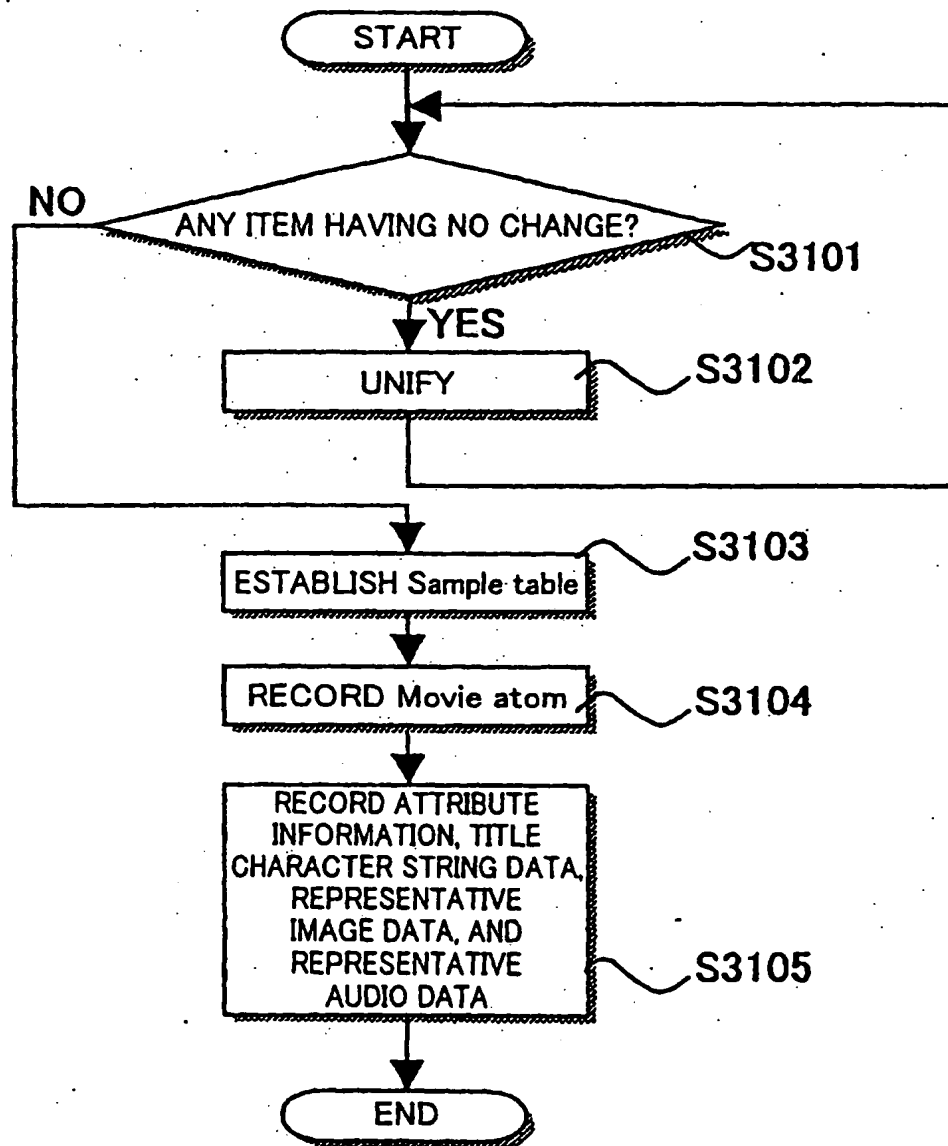 START
NO
ANY ITEM HAVING NO CHANGE?
S3101
YES
UNIFY
S3102
S3103
ESTABLISH Sample table
RECORD Movie atom
S3104
RECORD ATTRIBUTE
INFORMATION, TITLE
CHARACTER STRING DATA,
REPRESENTATIVE
IMAGE DATA, AND
REPRESENTATIVE
AUDIO DATA
S3105
END